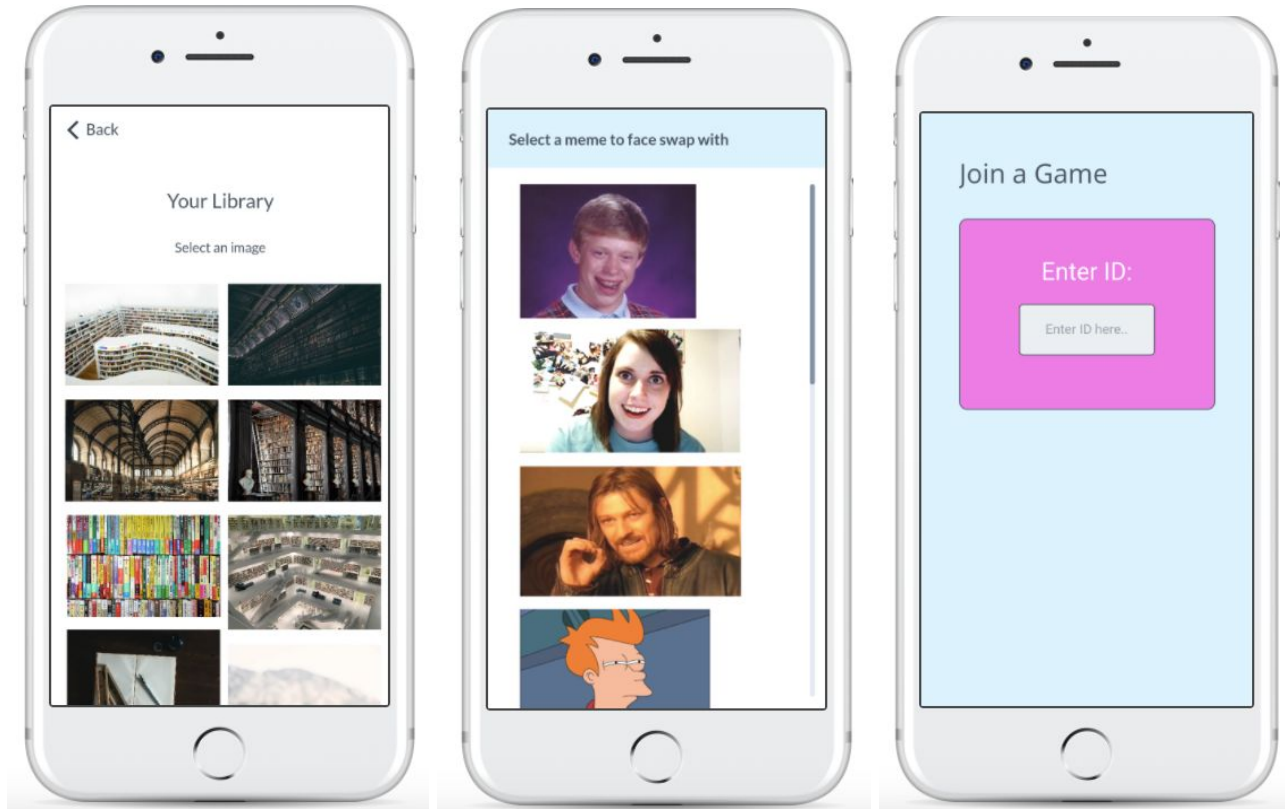 Back
Your Library
Select an image
Select a meme to face swap with
Join a Game
Enter ID:
Enter ID here..